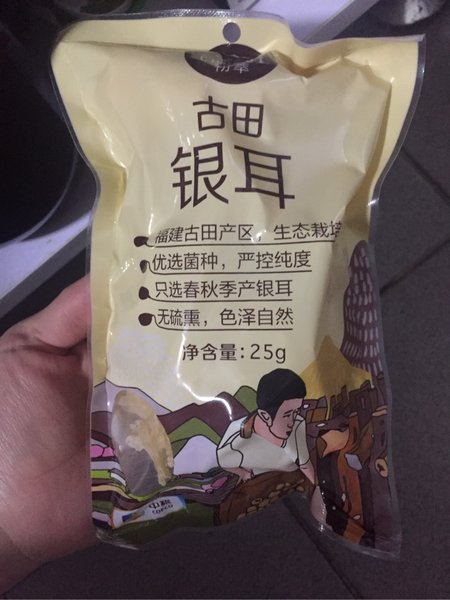 古田
银耳
福建古田产区，生态栽培
优选菌种，严控纯度
只选春秋季产银耳
无硫熏，色泽自然
净含量：25g